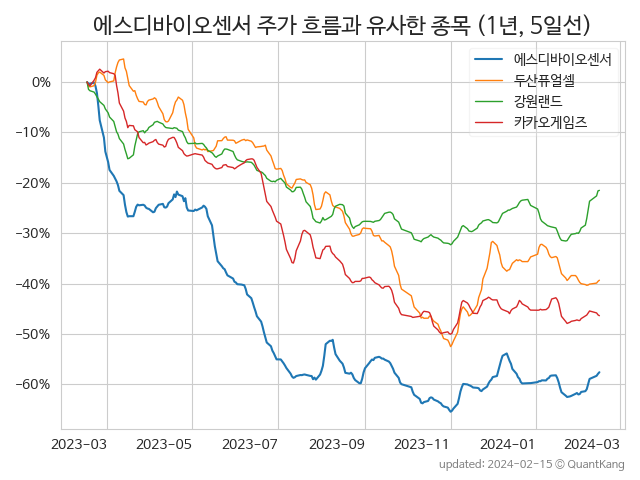 에스디바이오센서 주가 흐름과 유사한 종목 (1년, 5일선)
에스디바이오센서
두산퓨얼셀
강원랜드
카카오게임즈
0%
−10%
−20%
−30%
−40%
−50%
−60%
2023-03 2023-05 2023-07 2023-09 2023-11 2024-01 2024-03
updated: 2024-02-15 © QuantKang